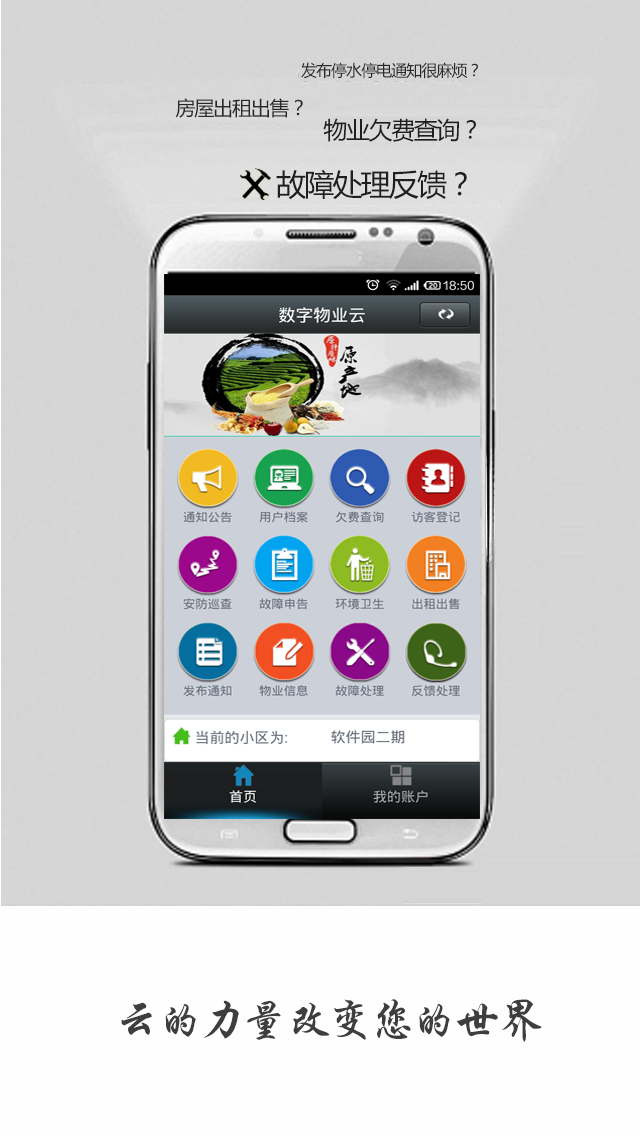 发布停水停电通知很麻烦？
房屋出租出售？
物业欠费查询？
故障处理反馈？
20 18:50
数字物业云
原产地
通知公告 用户档案 欠费查询 访客登记
安防巡查 故障申告 环境卫生 出租出售
发布通知 物业信息 故障处理 反馈处理
当前的小区为: 软件园二期
首页 我的账户
云的力量改变您的世界